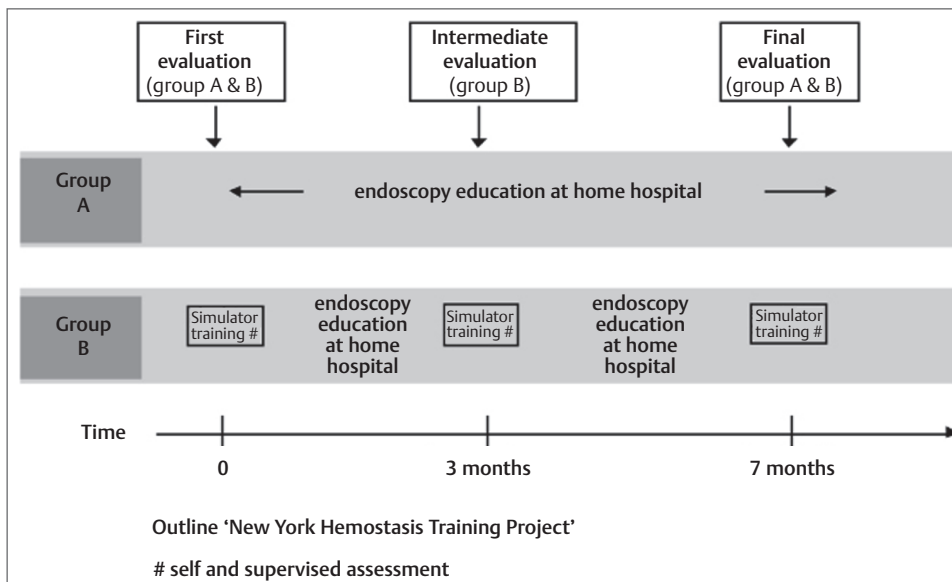 First
evaluation
(group A & B)
Intermediate
evaluation
(group B)
Final
evaluation
(group A & B)
Group
A
endoscopy education at home hospital
Group
B
Simulator
training #
endoscopy
education
at home
hospital
Simulator
training #
endoscopy
education
at home
hospital
Simulator
training #
Time
0
3 months
7 months
Outline ‘New York Hemostasis Training Project’
# self and supervised assessment